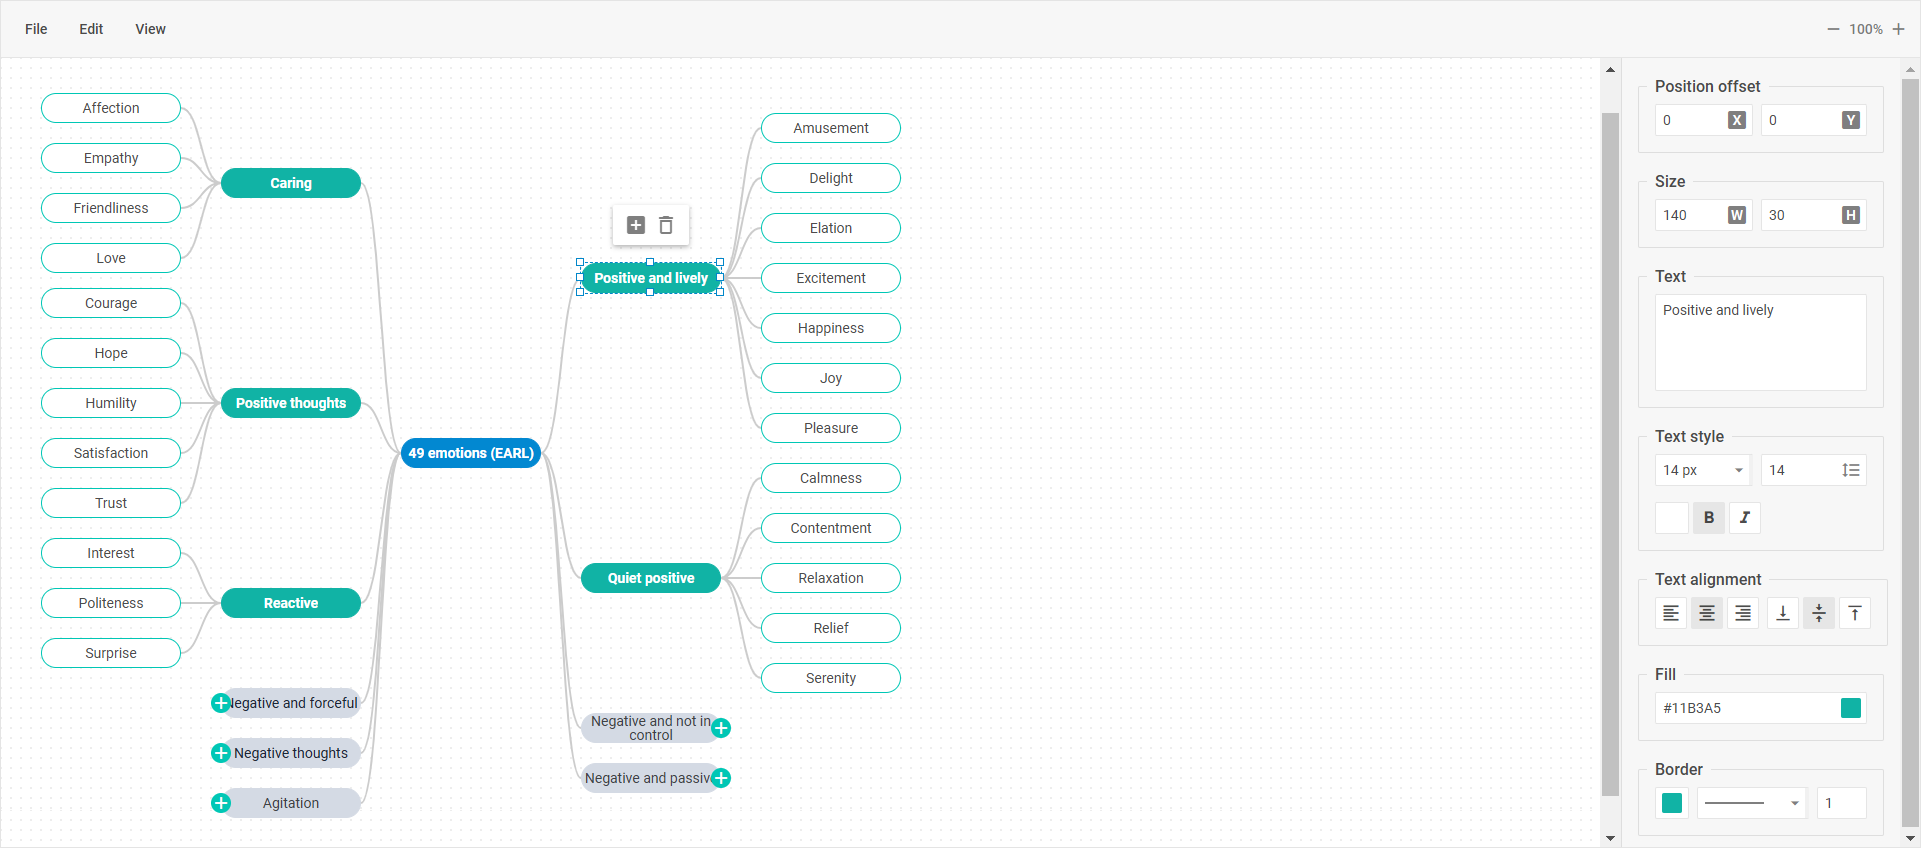 File Edit View
100%
Affection
Empathy
Caring
Friendliness
Love
Courage
Hope
Humility
Positive thoughts
Satisfaction
Trust
Interest
Politeness
Reactive
Surprise
Negative and forceful
Negative thoughts
Agitation
49 emotions (EARL)
Positive and lively
Amusement
Delight
Elation
Excitement
Happiness
Joy
Pleasure
Calmness
Contentment
Quiet positive
Relaxation
Relief
Serenity
Negative and not in
control
Negative and passiv
Position offset
0 X 0 Y
Size
140 W 30 H
Text
Positive and lively
Text style
14 px 14
B I
Text alignment
Fill
#11B3A5
Border
1